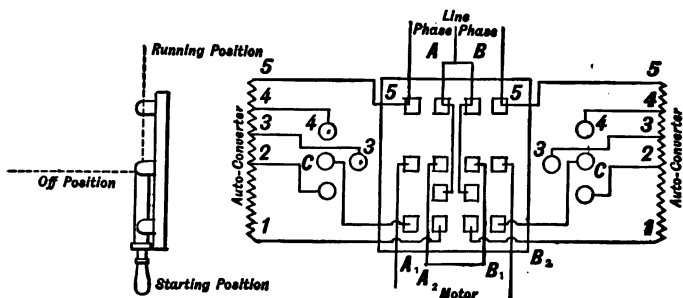 Running Position
Off Position
Starting Position
Line
Phase Phase
A B
5 5 5 5
4 4 4 4
3 3 3 3
2 C C 2
1 1
Auto-Converter
Auto-Converter
A1 A2 B1 B2
Motor